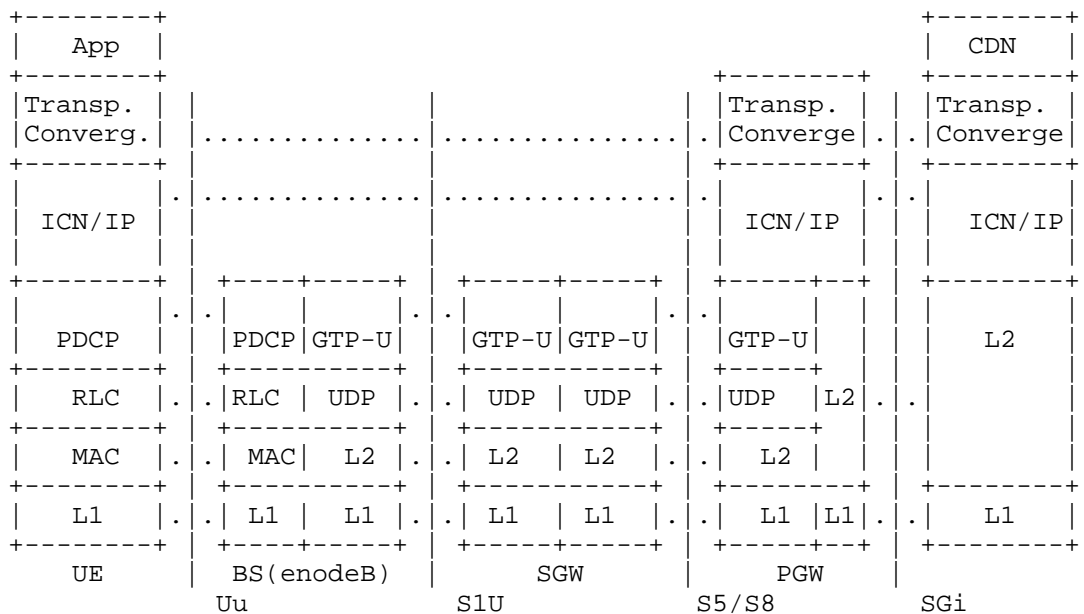 +--------+ +--------+
| App | | CDN |
+--------+ +--------+ +--------+
|Transp. | | | | |Transp. | | |Transp. |
|Converg.| |...............|...............|.|Converge|.|.|Converge|
+--------+ | | | +--------+ | +--------+
| |.|...............|...............|.| |.|.| |
| ICN/IP | | | | | ICN/IP | | | ICN/IP|
| | | | | | | | | |
+--------+ | +----+-----+ | +-----+-----+ | +-----+--+ | +--------+
| |.|.| | |.|.| | |.|.| | | | | |
| PDCP | | |PDCP|GTP-U| | |GTP-U|GTP-U| | |GTP-U| | | | L2 |
+--------+ | +----------+ | +-----------+ | +-----+ | | | |
| RLC |.|.|RLC | UDP |.|.| UDP | UDP |.|.|UDP |L2|.|.| |
+--------+ | +----------+ | +-----------+ | +-----+ | | | |
| MAC |.|.| MAC| L2 |.|.| L2 | L2 |.|.| L2 | | | | |
+--------+ | +----------+ | +-----------+ | +--------+ | +--------+
| L1 |.|.| L1 | L1 |.|.| L1 | L1 |.|.| L1 |L1|.|.| L1 |
+--------+ | +----+-----+ | +-----+-----+ | +-----+--+ | +--------+
UE | BS(enodeB) | SGW | PGW |
Uu S1U S5/S8 SGi